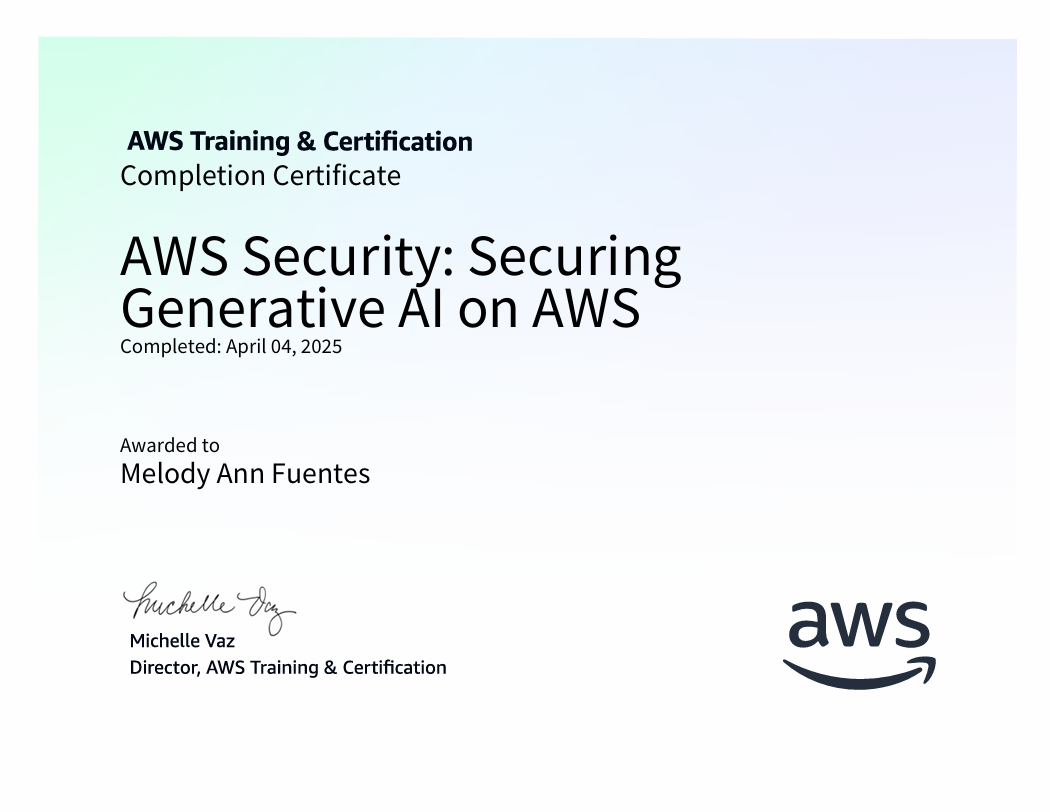 AWS Training & Certification
Completion Certificate
AWS Security: Securing
Generative AI on AWS
Completed: April 04, 2025
Awarded to
Melody Ann Fuentes
Michelle Vaz
Michelle Vaz
Director, AWS Training & Certification
aws